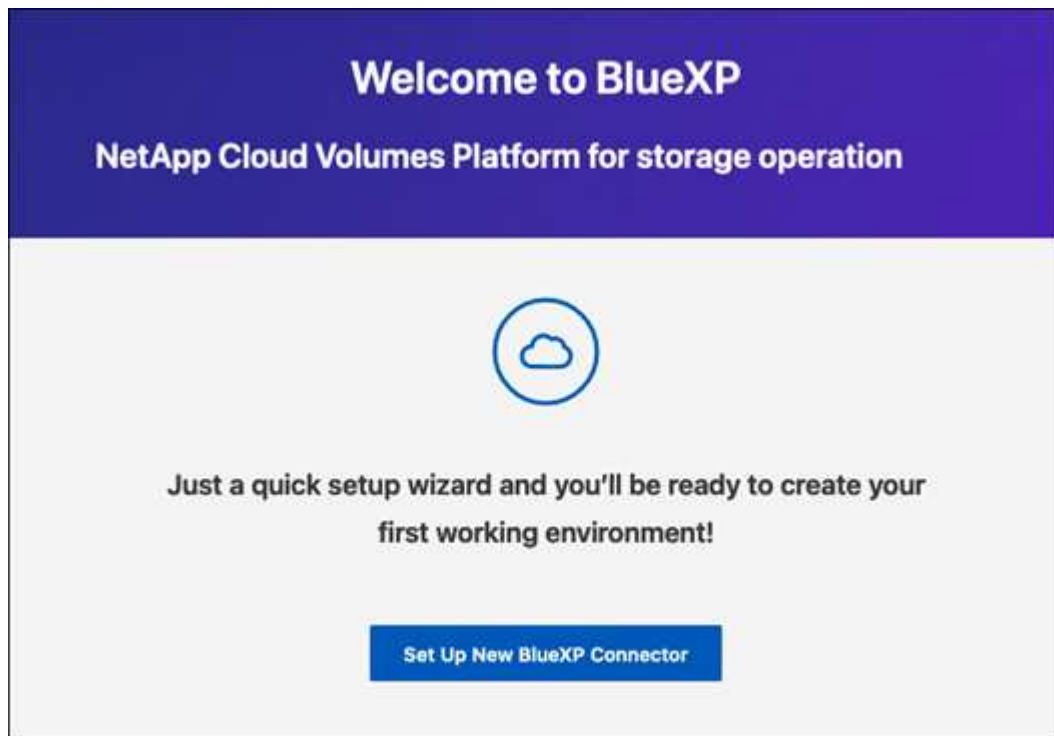 Welcome to BlueXP
NetApp Cloud Volumes Platform for storage operation
Just a quick setup wizard and you'll be ready to create your
first working environment!
Set Up New BlueXP Connector